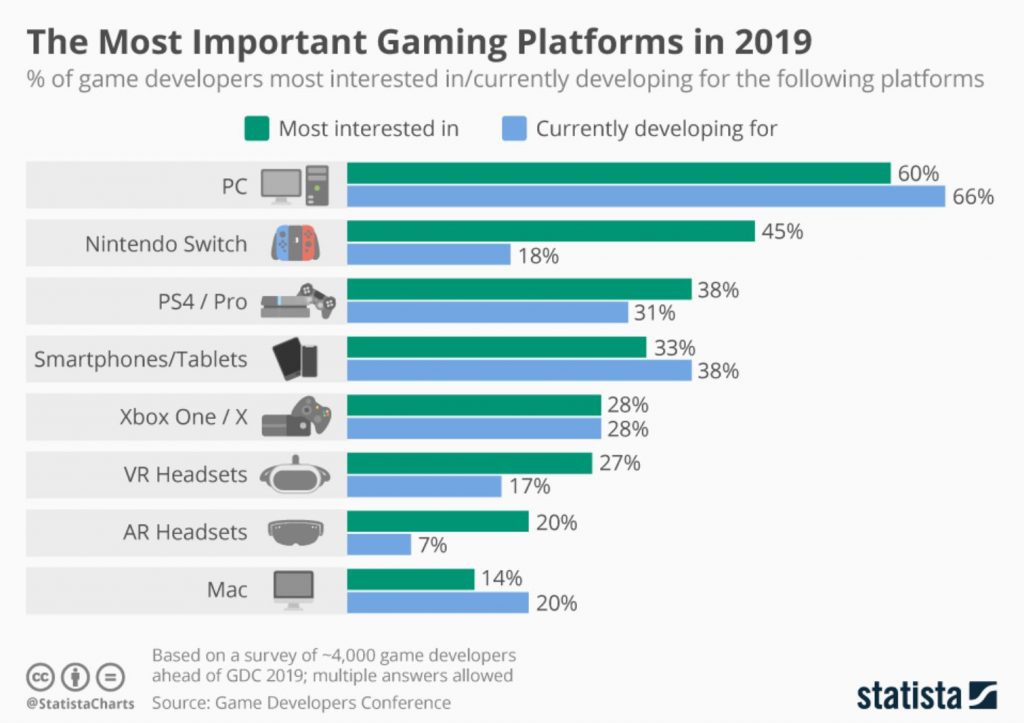 The Most Important Gaming Platforms in 2019
% of game developers most interested in/currently developing for the following platforms
Most interested in
Currently developing for
PC
60%
66%
Nintendo Switch
45%
18%
PS4 / Pro
38%
31%
Smartphones/Tablets
33%
38%
Xbox One / X
28%
28%
VR Headsets
27%
17%
AR Headsets
20%
7%
Mac
14%
20%
Based on a survey of ~4,000 game developers
ahead of GDC 2019; multiple answers allowed
cc
@StatistaCharts
Source: Game Developers Conference
statista